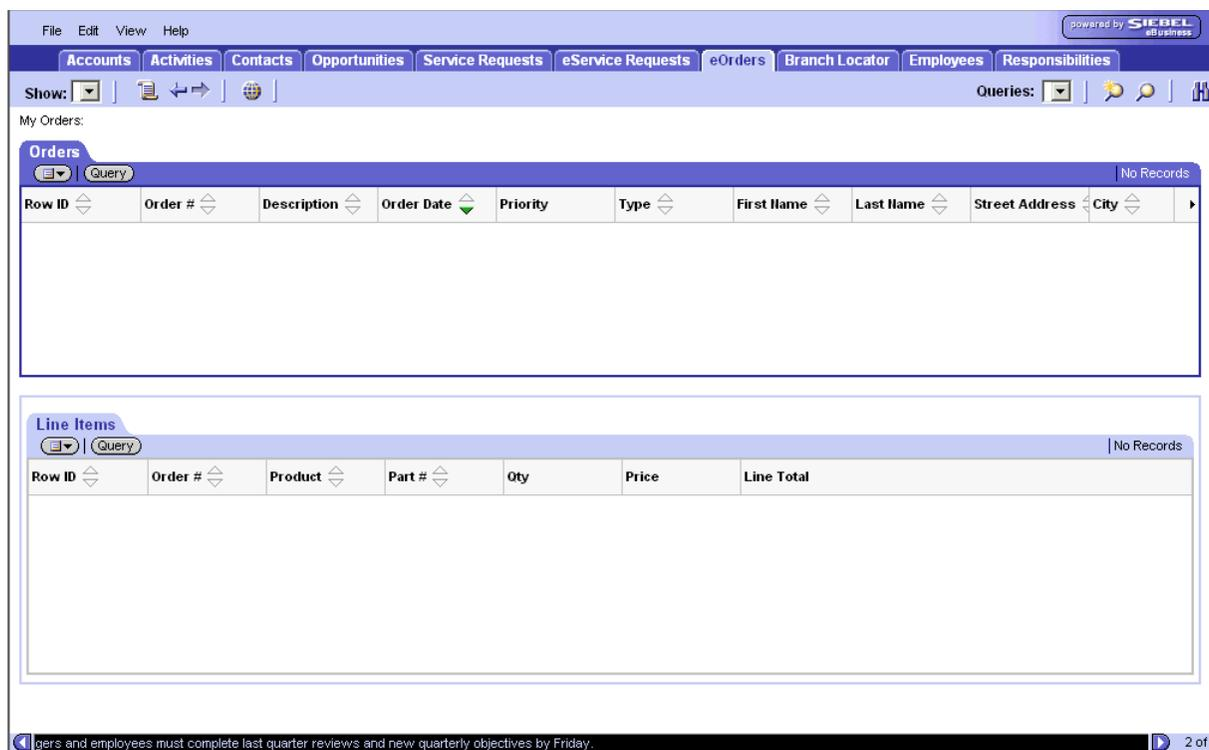 File Edit View Help
powered by SIEBEL eBusiness
Accounts Activities Contacts Opportunities Service Requests eService Requests eOrders Branch Locator Employees Responsibilities
Show: Queries:
My Orders:
Orders
Query No Records
Row ID Order # Description Order Date Priority Type First Name Last Name Street Address City
Line Items
Query No Records
Row ID Order # Product Part # Qty Price Line Total
gers and employees must complete last quarter reviews and new quarterly objectives by Friday. 2 of